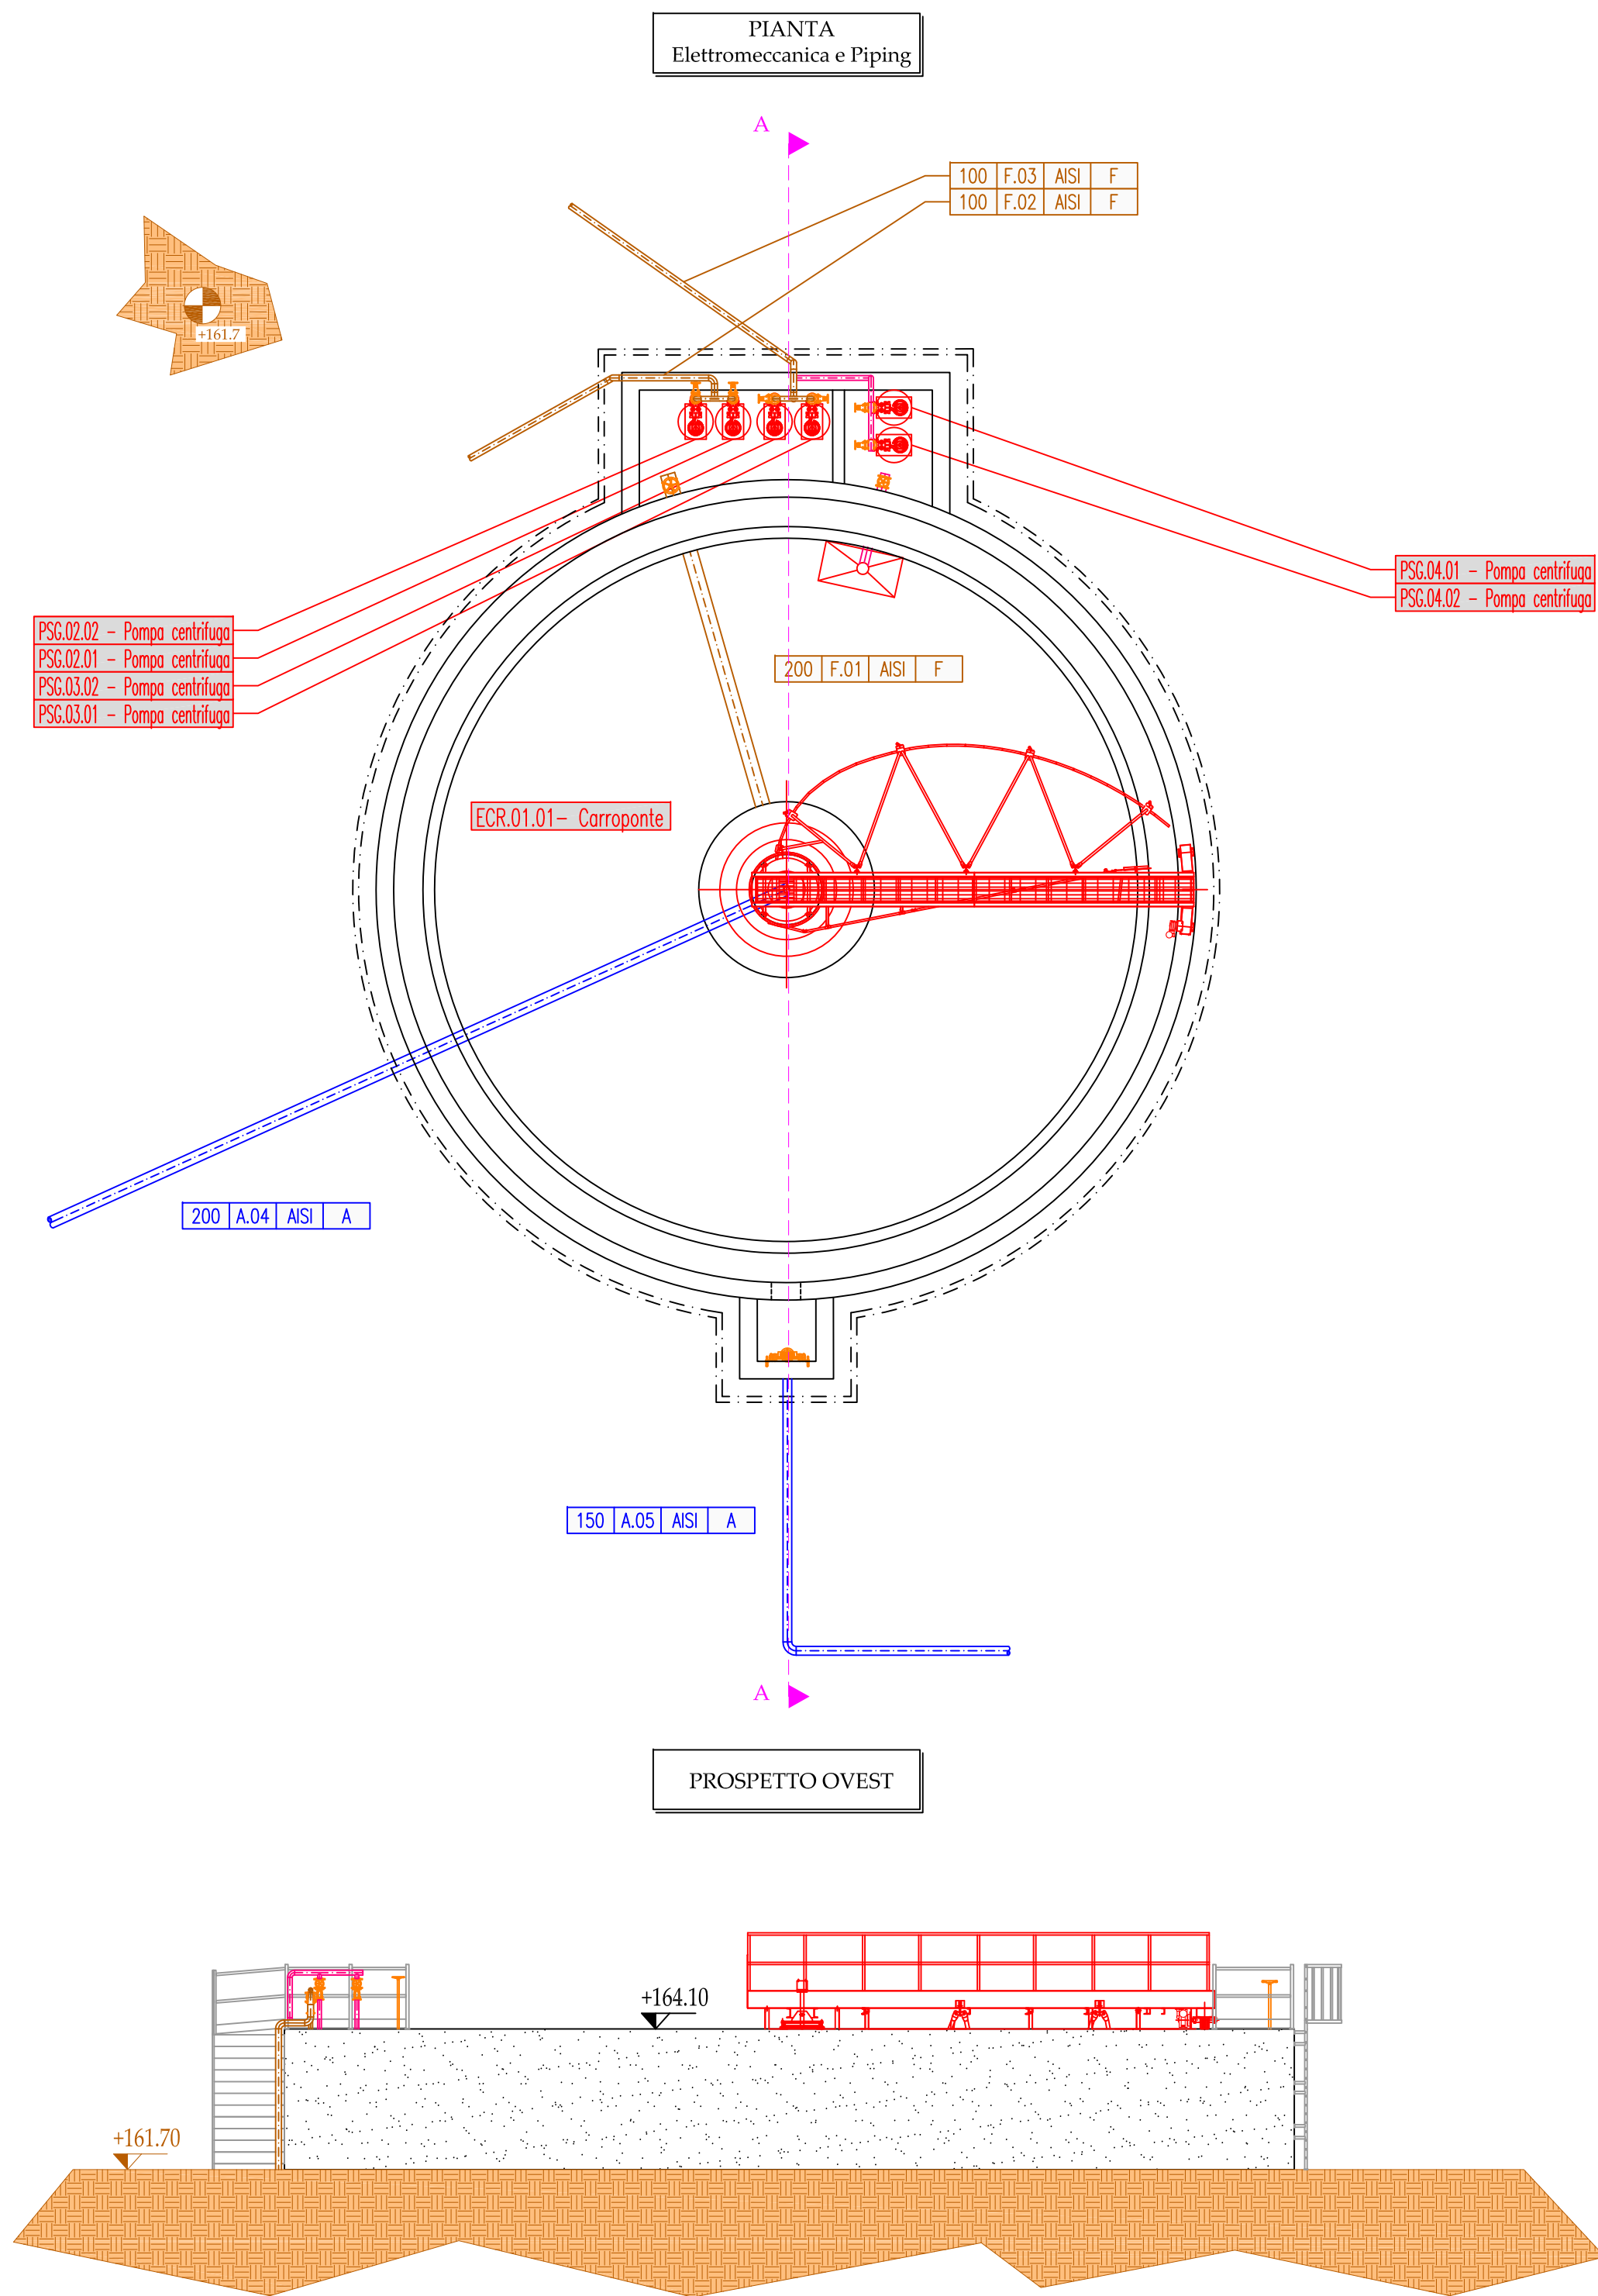 PIANTA
Elettromeccanica e Piping
A
100 F.03 AISI F
100 F.02 AISI F
+161.7
PSG.04.01 - Pompa centrifuga
PSG.04.02 - Pompa centrifuga
PSG.02.02 - Pompa centrifuga
PSG.02.01 - Pompa centrifuga
PSG.03.02 - Pompa centrifuga
PSG.03.01 - Pompa centrifuga
200 F.01 AISI F
ECR.01.01- Carroponte
200 A.04 AISI A
150 A.05 AISI A
A
PROSPETTO OVEST
+164.10
+161.70